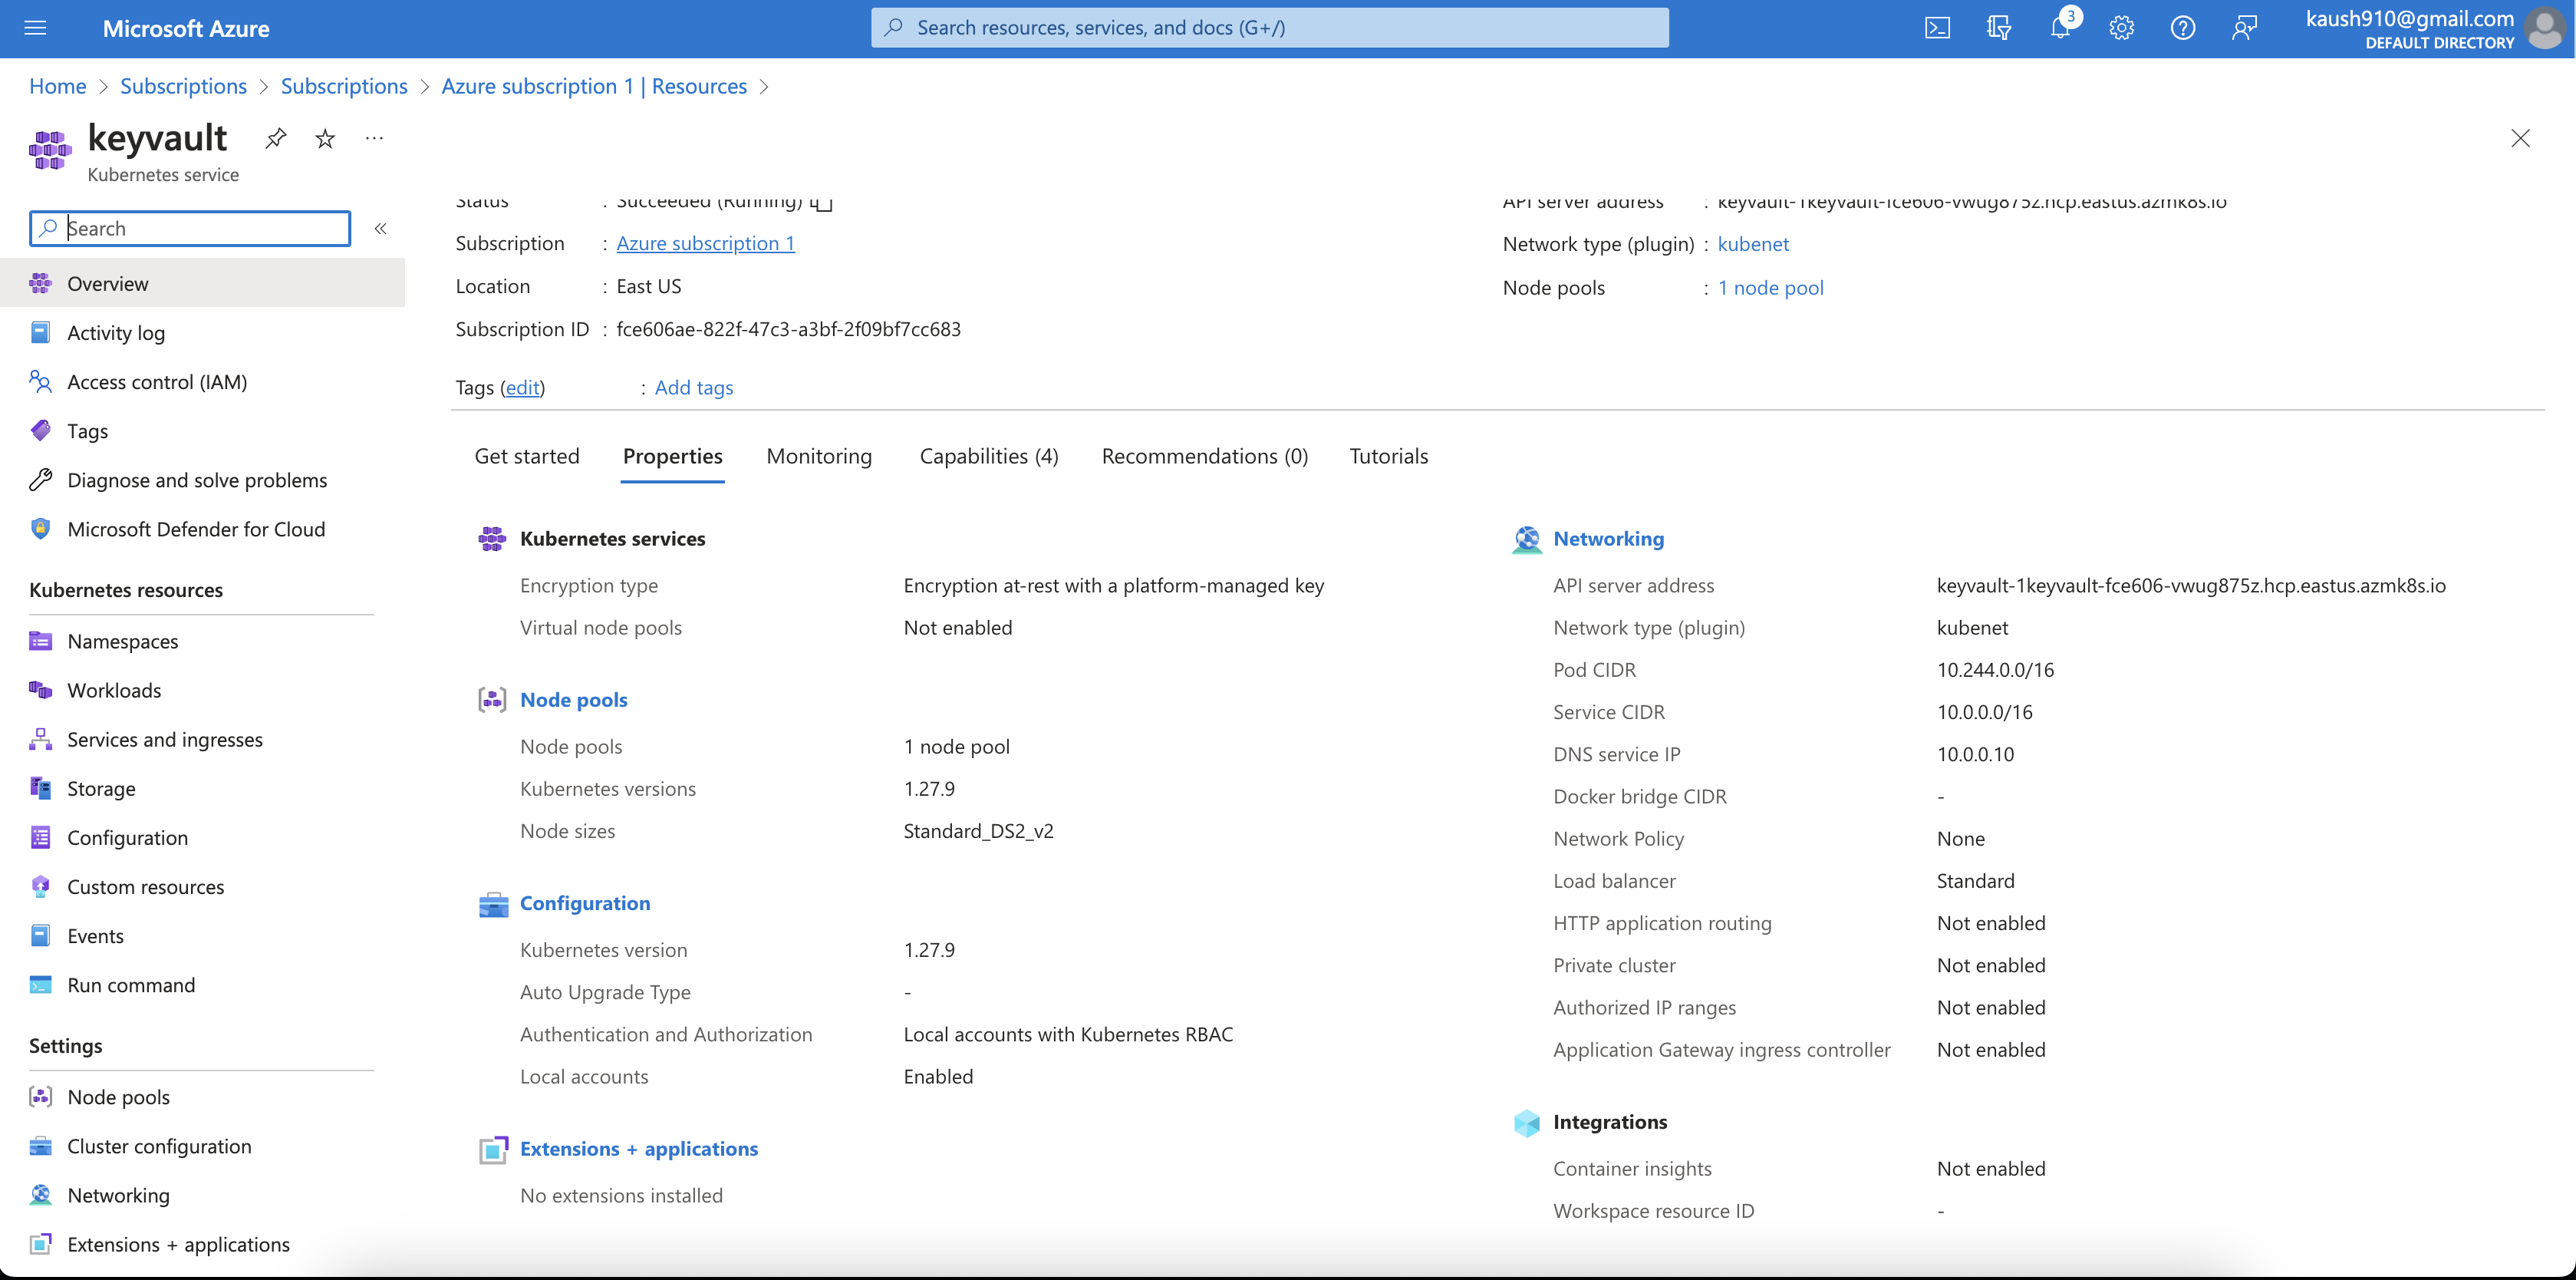 Microsoft Azure
Search resources, services, and docs (G+/)
3
kaush910@gmail.com
DEFAULT DIRECTORY
Home > Subscriptions > Subscriptions > Azure subscription 1 | Resources >
keyvault
Kubernetes service
Search
Overview
Activity log
Access control (IAM)
Tags
Diagnose and solve problems
Microsoft Defender for Cloud
Kubernetes resources
Namespaces
Workloads
Services and ingresses
Storage
Configuration
Custom resources
Events
Run command
Settings
Node pools
Cluster configuration
Networking
Extensions + applications
Status : Succeeded (Running)
Subscription : Azure subscription 1
Location : East US
Subscription ID : fce606ae-822f-47c3-a3bf-2f09bf7cc683
API server address : keyvault-1keyvault-fce606-vwug875z.hcp.eastus.azmk8s.io
Network type (plugin) : kubenet
Node pools : 1 node pool
Tags (edit) : Add tags
Get started Properties Monitoring Capabilities (4) Recommendations (0) Tutorials
Kubernetes services
Encryption type Encryption at-rest with a platform-managed key
Virtual node pools Not enabled
Node pools
Node pools 1 node pool
Kubernetes versions 1.27.9
Node sizes Standard_DS2_v2
Configuration
Kubernetes version 1.27.9
Auto Upgrade Type -
Authentication and Authorization Local accounts with Kubernetes RBAC
Local accounts Enabled
Extensions + applications
No extensions installed
Networking
API server address keyvault-1keyvault-fce606-vwug875z.hcp.eastus.azmk8s.io
Network type (plugin) kubenet
Pod CIDR 10.244.0.0/16
Service CIDR 10.0.0.0/16
DNS service IP 10.0.0.10
Docker bridge CIDR -
Network Policy None
Load balancer Standard
HTTP application routing Not enabled
Private cluster Not enabled
Authorized IP ranges Not enabled
Application Gateway ingress controller Not enabled
Integrations
Container insights Not enabled
Workspace resource ID -